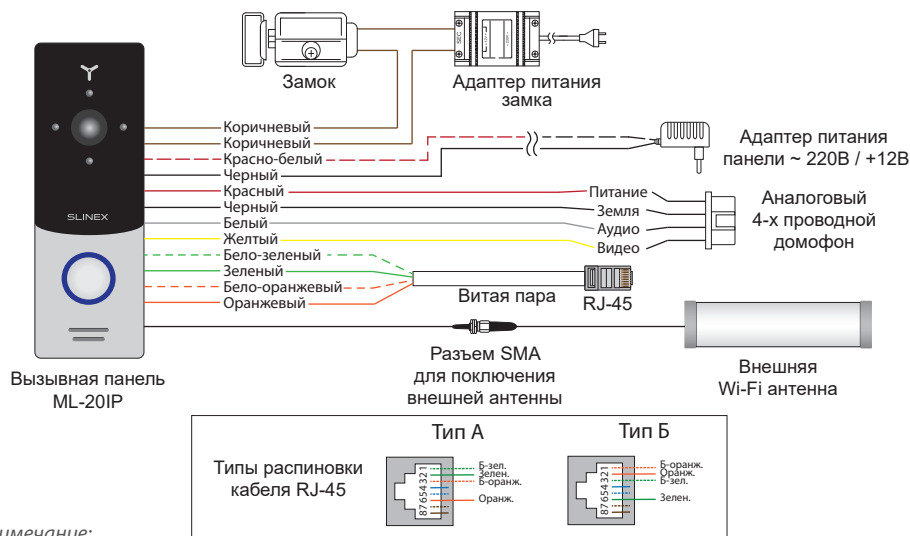 Замок
Адаптер питания
замка
SEC
Коричневый
Коричневый
Красно-белый
Черный
Красный
Черный
Белый
Желтый
Бело-зеленый
Зеленый
Бело-оранжевый
Оранжевый
Адаптер питания
панели ~ 220В / +12В
Питание
Земля
Аудио
Видео
Аналоговый
4-х проводной
домофон
SLINEX
Витая пара
RJ-45
Разъем SMA
для поключения
внешней антенны
Внешняя
Wi-Fi антенна
Вызывная панель
ML-20IP
Типы распиновки
кабеля RJ-45
Тип А
87654321
Б-зел.
Зелен.
Б-оранж.
Оранж.
Тип Б
87654321
Б-оранж.
Оранж.
Б-зел.
Зелен.
имечание: